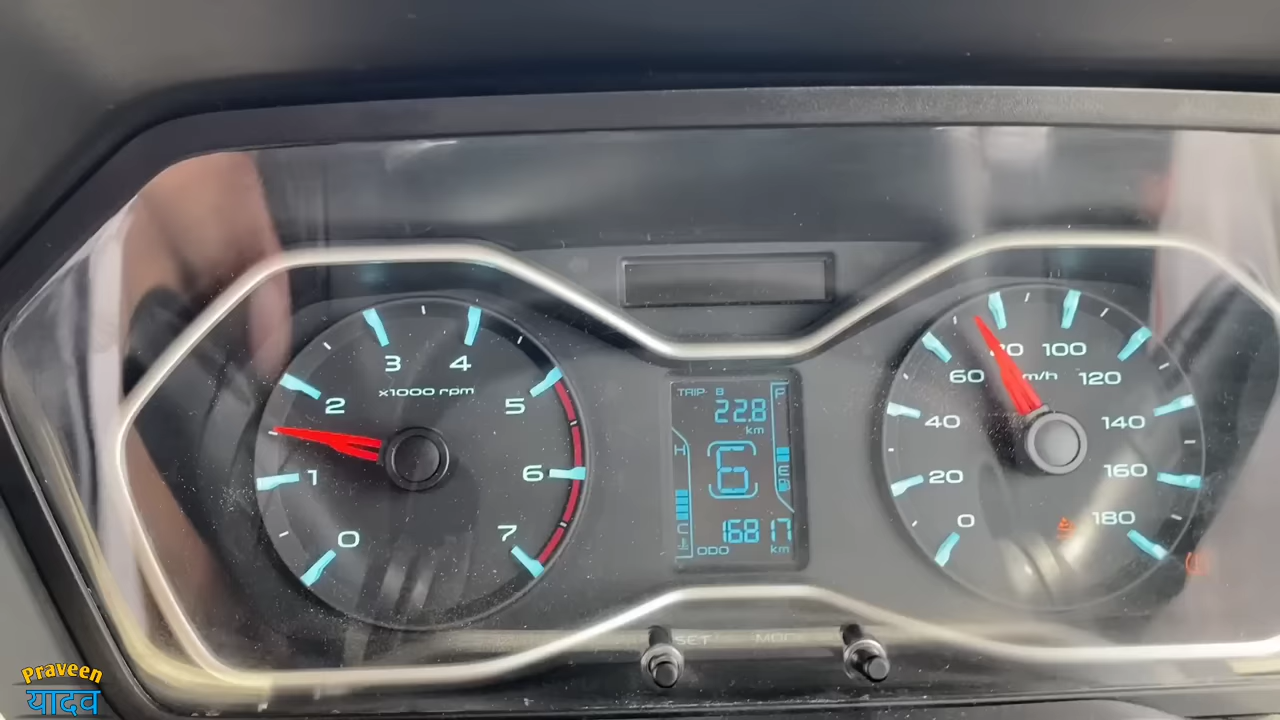 0
1
2
3
4
5
6
7
x1000 rpm
TRIP B
22.8
km
H
F
6
E
C
16817
ODO km
0
20
40
60
80
100
120
140
160
180
km/h
SET
Praveen
यादव